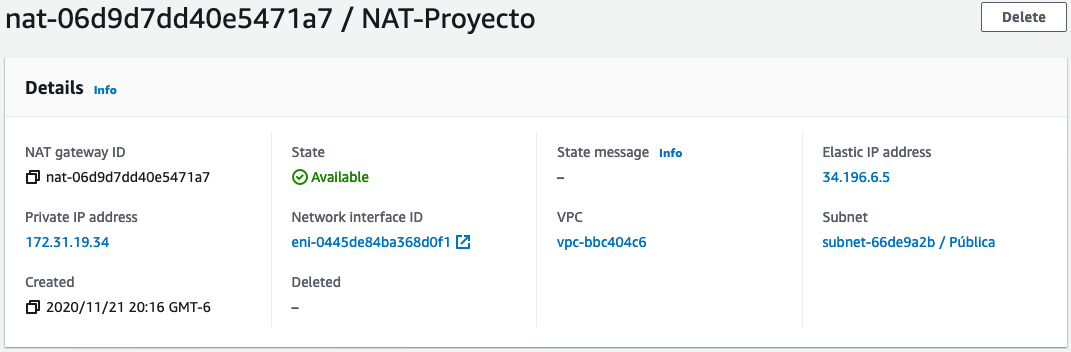 nat-06d9d7dd40e5471a7 / NAT-Proyecto
Delete
Details Info
NAT gateway ID
nat-06d9d7dd40e5471a7
State
Available
State message Info
–
Elastic IP address
34.196.6.5
Private IP address
172.31.19.34
Network interface ID
eni-0445de84ba368d0f1
VPC
vpc-bbc404c6
Subnet
subnet-66de9a2b / Pública
Created
2020/11/21 20:16 GMT-6
Deleted
–